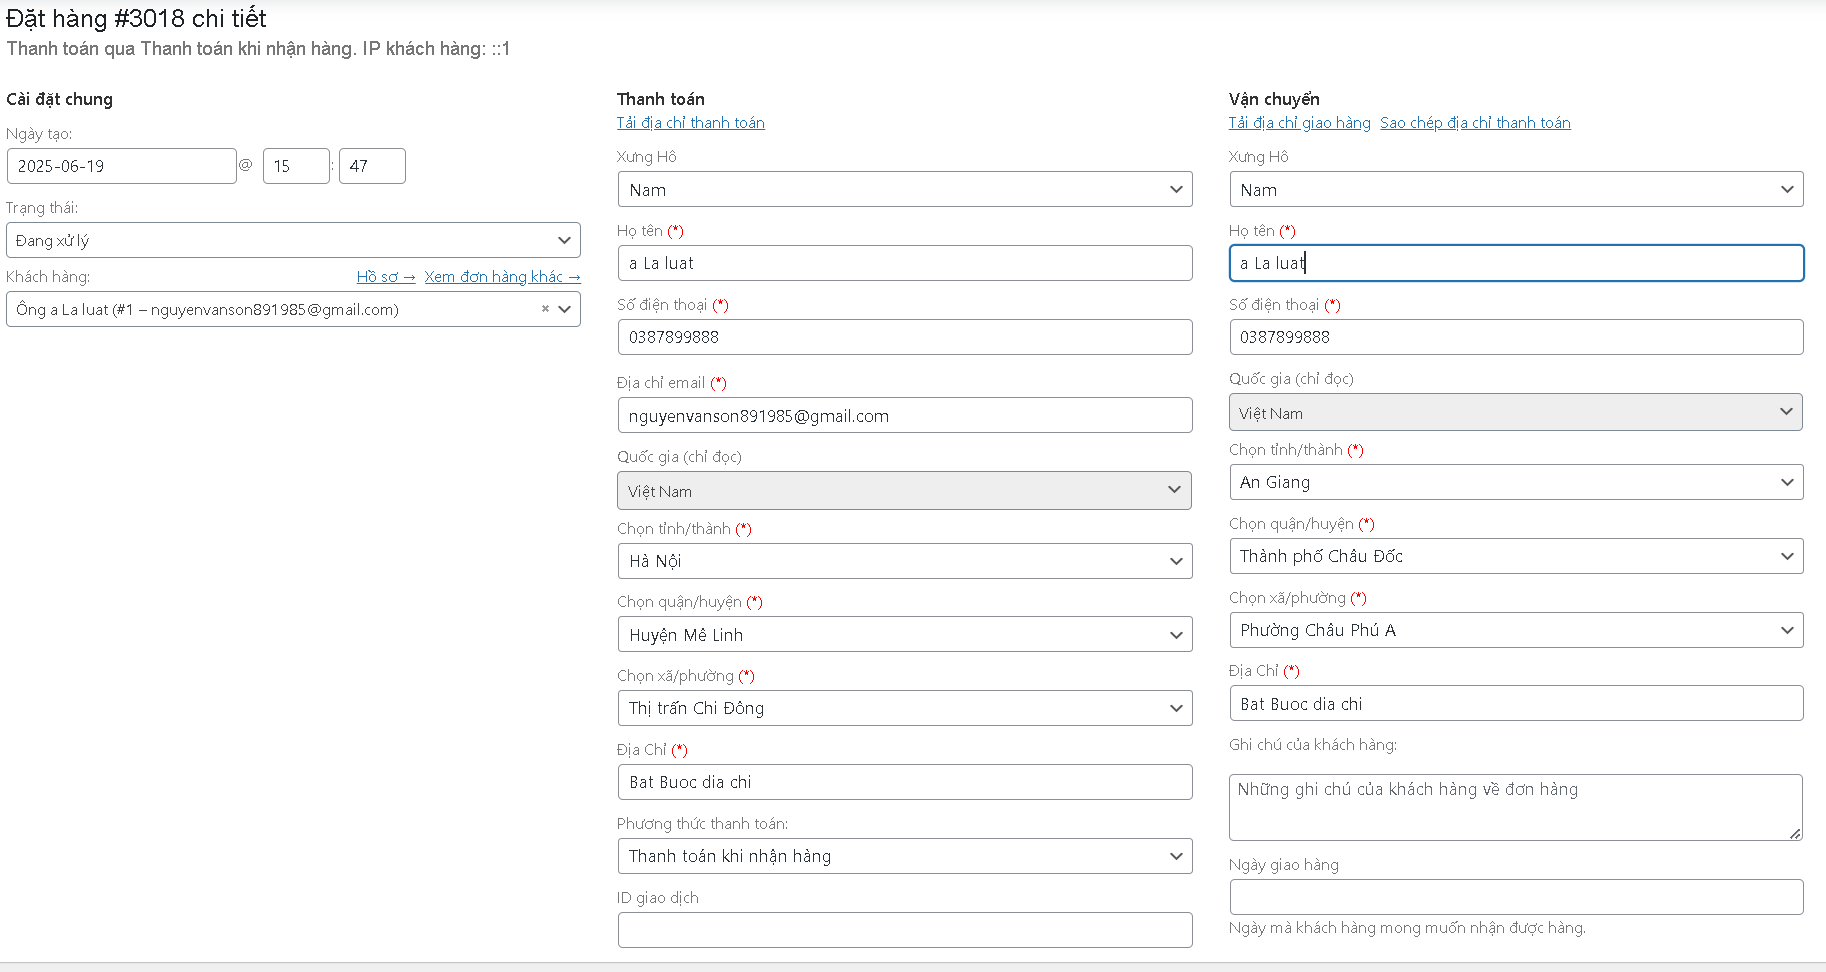 Đặt hàng #3018 chi tiết
Thanh toán qua Thanh toán khi nhận hàng. IP khách hàng: ::1
Cài đặt chung
Ngày tạo:
2025-06-19 @ 15 : 47
Trạng thái:
Đang xử lý
Khách hàng: Hồ sơ → Xem đơn hàng khác →
Ông a La luat (#1 – nguyenvanson891985@gmail.com) ×
Thanh toán
Tải địa chỉ thanh toán
Xưng Hô
Nam
Họ tên (*)
a La luat
Số điện thoại (*)
0387899888
Địa chỉ email (*)
nguyenvanson891985@gmail.com
Quốc gia (chỉ đọc)
Việt Nam
Chọn tỉnh/thành (*)
Hà Nội
Chọn quận/huyện (*)
Huyện Mê Linh
Chọn xã/phường (*)
Thị trấn Chi Đông
Địa Chỉ (*)
Bat Buoc dia chi
Phương thức thanh toán:
Thanh toán khi nhận hàng
ID giao dịch
Vận chuyển
Tải địa chỉ giao hàng Sao chép địa chỉ thanh toán
Xưng Hô
Nam
Họ tên (*)
a La luat
Số điện thoại (*)
0387899888
Quốc gia (chỉ đọc)
Việt Nam
Chọn tỉnh/thành (*)
An Giang
Chọn quận/huyện (*)
Thành phố Châu Đốc
Chọn xã/phường (*)
Phường Châu Phú A
Địa Chỉ (*)
Bat Buoc dia chi
Ghi chú của khách hàng:
Những ghi chú của khách hàng về đơn hàng
Ngày giao hàng
Ngày mà khách hàng mong muốn nhận được hàng.